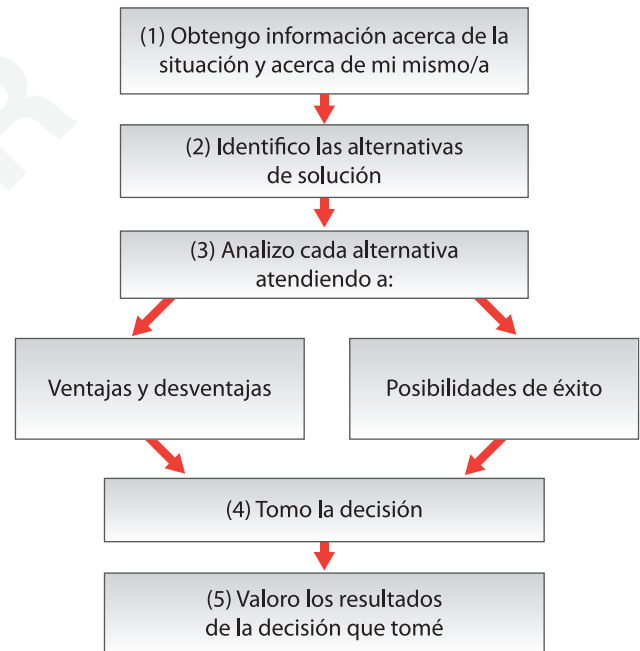 (1) Obtengo información acerca de la
situación y acerca de mi mismo/a
(2) Identifico las alternativas
de solución
(3) Analizo cada alternativa
atendiendo a:
Ventajas y desventajas
Posibilidades de éxito
(4) Tomo la decisión
(5) Valoro los resultados
de la decisión que tomé